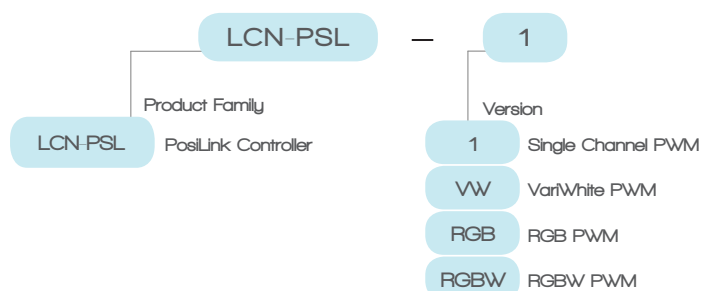 LCN-PSL — 1
Product Family
LCN-PSL PosiLink Controller
Version
1 Single Channel PWM
VW VariWhite PWM
RGB RGB PWM
RGBW RGBW PWM